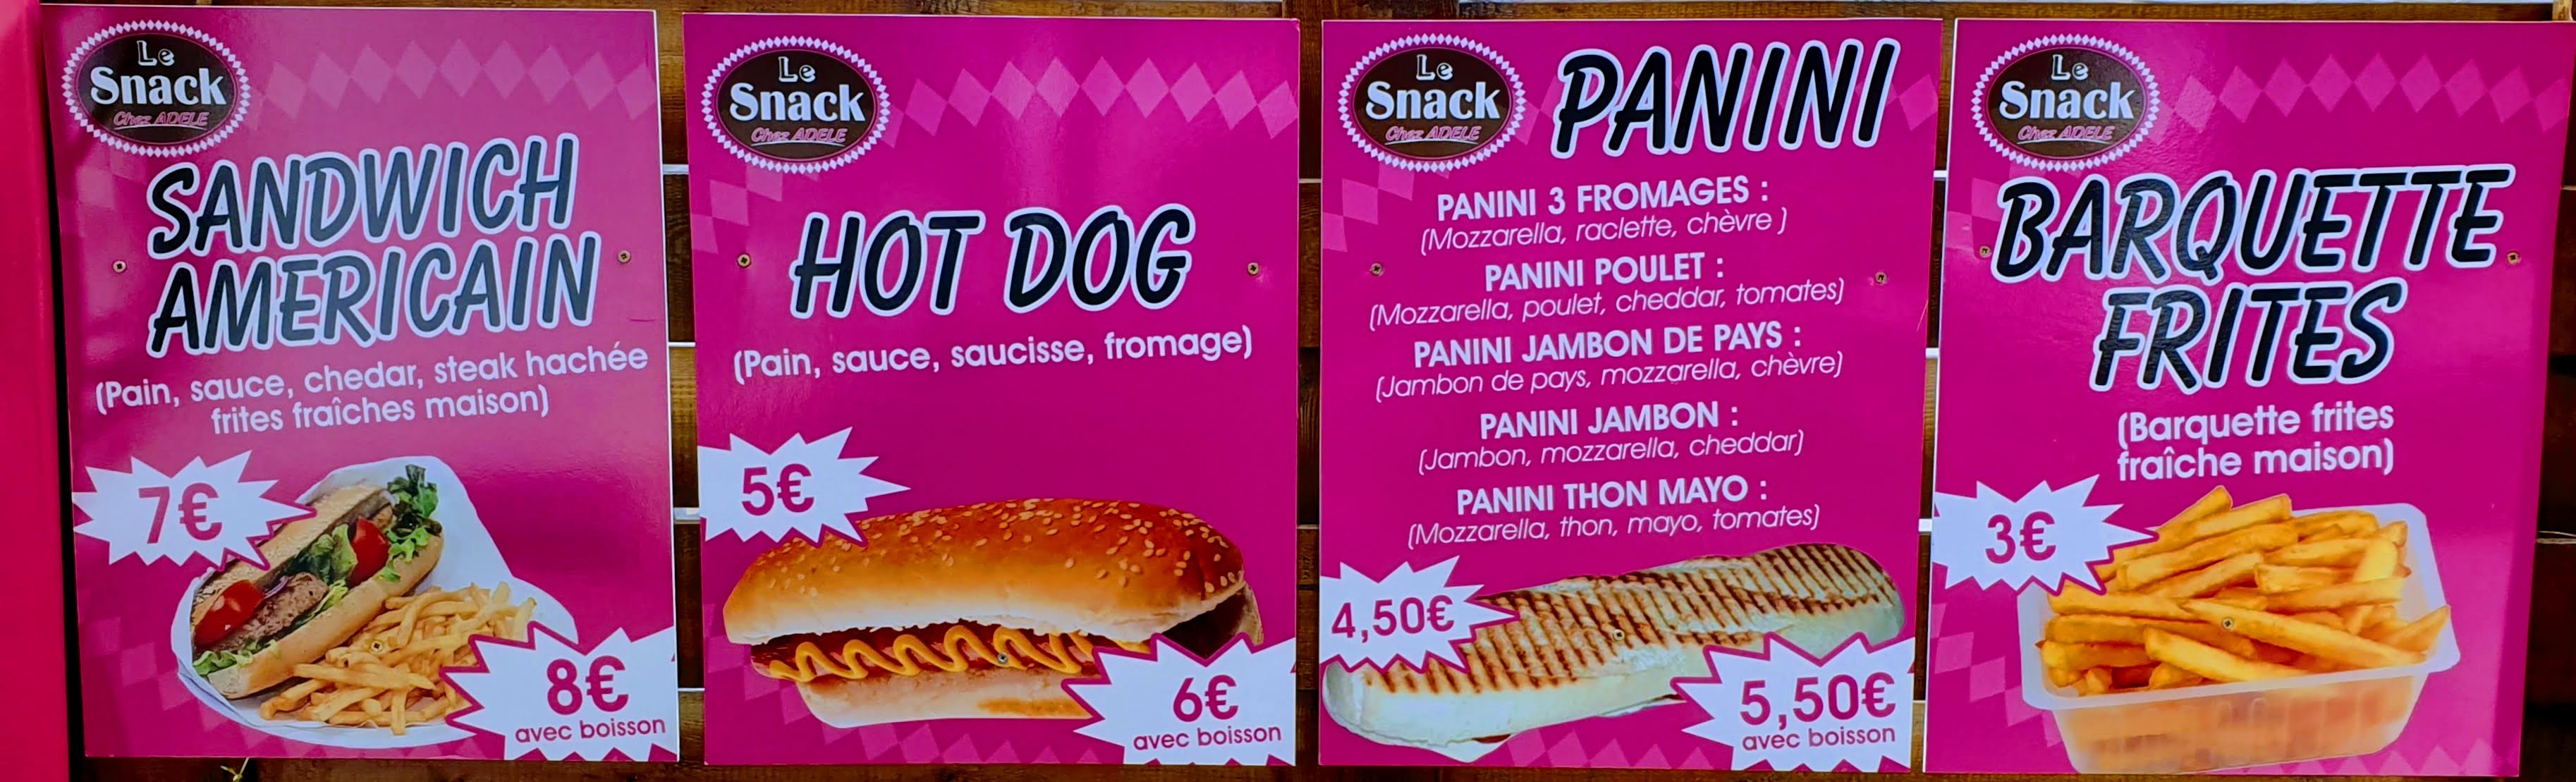 Le
Snack
Chez ADELE
SANDWICH
AMERICAIN
(Pain, sauce, chedar, steak hachée
frites fraîches maison)
7€
8€
avec boisson
Le
Snack
Chez ADELE
HOT DOG
(Pain, sauce, saucisse, fromage)
5€
6€
avec boisson
Le
Snack
Chez ADELE
PANINI
PANINI 3 FROMAGES :
(Mozzarella, raclette, chèvre )
PANINI POULET :
(Mozzarella, poulet, cheddar, tomates)
PANINI JAMBON DE PAYS :
(Jambon de pays, mozzarella, chèvre)
PANINI JAMBON :
(Jambon, mozzarella, cheddar)
PANINI THON MAYO :
(Mozzarella, thon, mayo, tomates)
4,50€
5,50€
avec boisson
Le
Snack
Chez ADELE
BARQUETTE
FRITES
(Barquette frites
fraîche maison)
3€